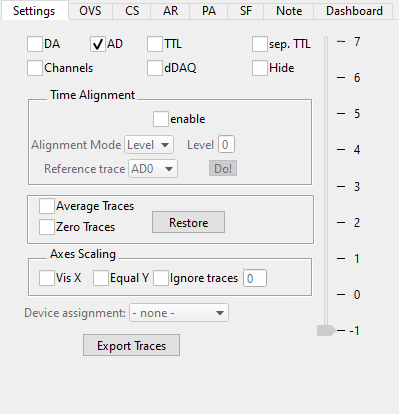 Settings OVS CS AR PA SF Note Dashboard
DA AD TTL sep. TTL
Channels dDAQ Hide
Time Alignment
enable
Alignment Mode Level Level 0
Reference trace AD0 Do!
Average Traces
Zero Traces
Restore
Axes Scaling
Vis X Equal Y Ignore traces 0
Device assignment: - none -
Export Traces
7
6
5
4
3
2
1
0
-1